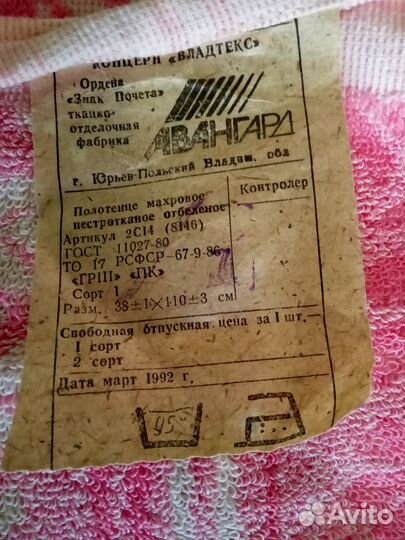 КОНЦЕРН «ВЛАДТЕКС»
Ордена
«Знак Почета»
ткацко-
отделочная
фабрика
АВАНГАРД
г. Юрьев-Польский Владим. обл
Полотенце махровое
пестротканое отбеленое
Артикул 2С14 (8146)
ГОСТ 11027-80
ТО 17 РСФСР-67-9-86
«ГРШ» «ПК»
Сорт 1
Разм. 38±1×110±3 см
Контролер
Свободная отпускная цена за 1 шт.—
1 сорт
2 сорт
Дата март 1992 г.
95°
Avito